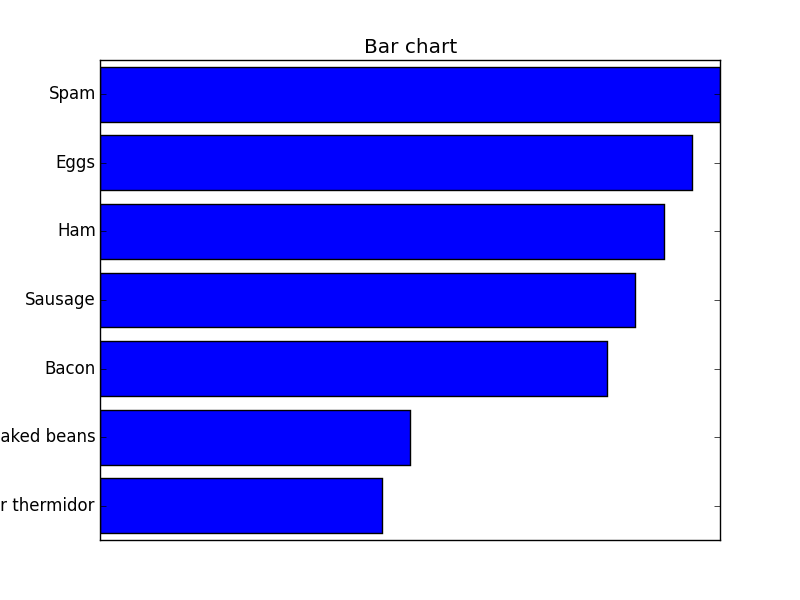 Bar chart
Spam
Eggs
Ham
Sausage
Bacon
aked beans
r thermidor